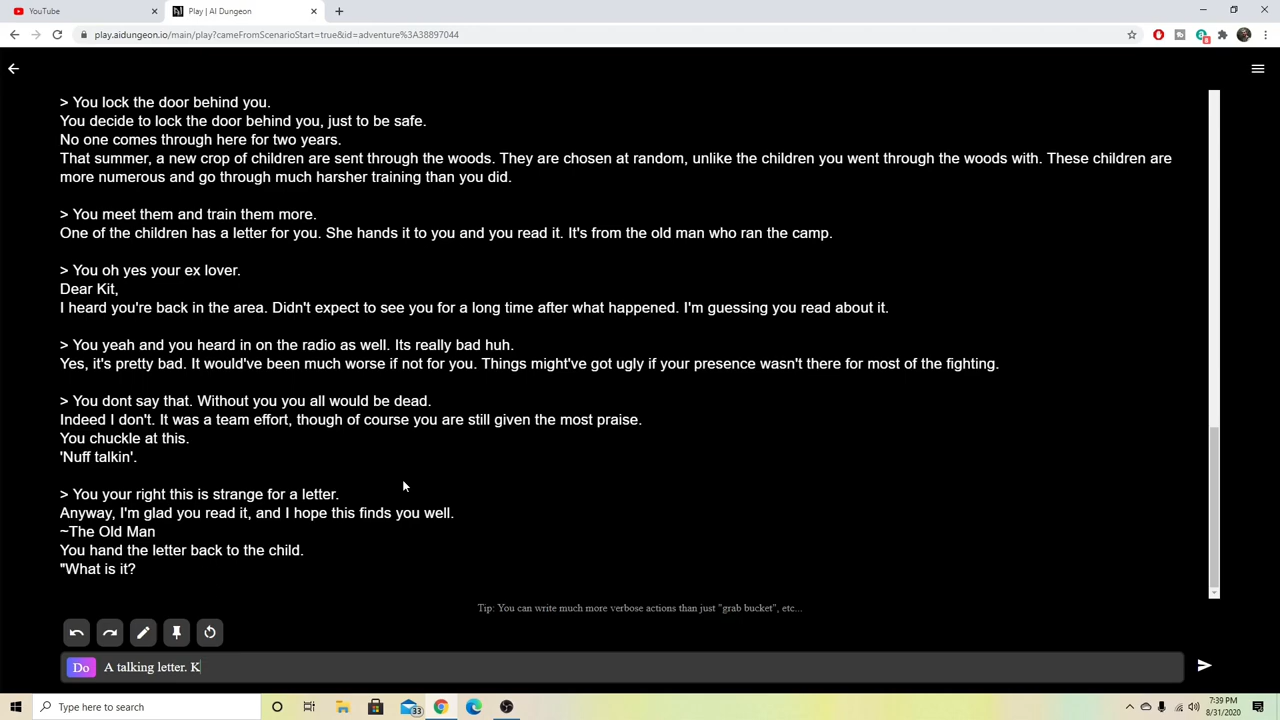 YouTube
Play | AI Dungeon
play.aidungeon.io/main/play?cameFromScenarioStart=true&id=adventure%3A38897044
> You lock the door behind you.
You decide to lock the door behind you, just to be safe.
No one comes through here for two years.
That summer, a new crop of children are sent through the woods. They are chosen at random, unlike the children you went through the woods with. These children are
more numerous and go through much harsher training than you did.
> You meet them and train them more.
One of the children has a letter for you. She hands it to you and you read it. It's from the old man who ran the camp.
> You oh yes your ex lover.
Dear Kit,
I heard you're back in the area. Didn't expect to see you for a long time after what happened. I'm guessing you read about it.
> You yeah and you heard in on the radio as well. Its really bad huh.
Yes, it's pretty bad. It would've been much worse if not for you. Things might've got ugly if your presence wasn't there for most of the fighting.
> You dont say that. Without you you all would be dead.
Indeed I don't. It was a team effort, though of course you are still given the most praise.
You chuckle at this.
'Nuff talkin'.
> You your right this is strange for a letter.
Anyway, I'm glad you read it, and I hope this finds you well.
~The Old Man
You hand the letter back to the child.
"What is it?
Tip: You can write much more verbose actions than just "grab bucket", etc...
Do A talking letter. K
Type here to search
33
7:39 PM
8/31/2020